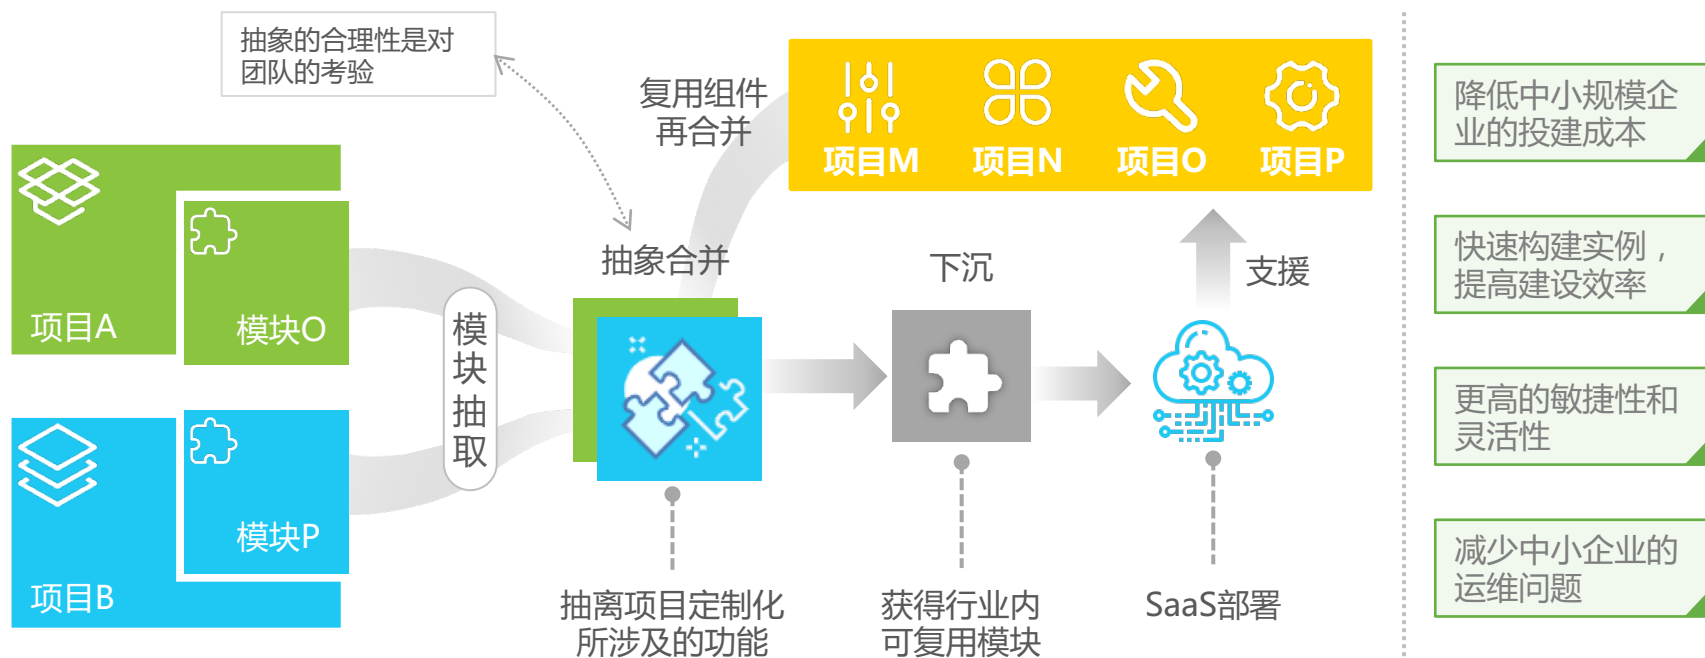 抽象的合理性是对
团队的考验
复用组件
再合并
项目M
项目N
项目O
项目P
项目A
模块O
项目B
模块P
模块抽取
抽象合并
下沉
支援
抽离项目定制化
所涉及的功能
获得行业内
可复用模块
SaaS部署
降低中小规模企
业的投建成本
快速构建实例，
提高建设效率
更高的敏捷性和
灵活性
减少中小企业的
运维问题